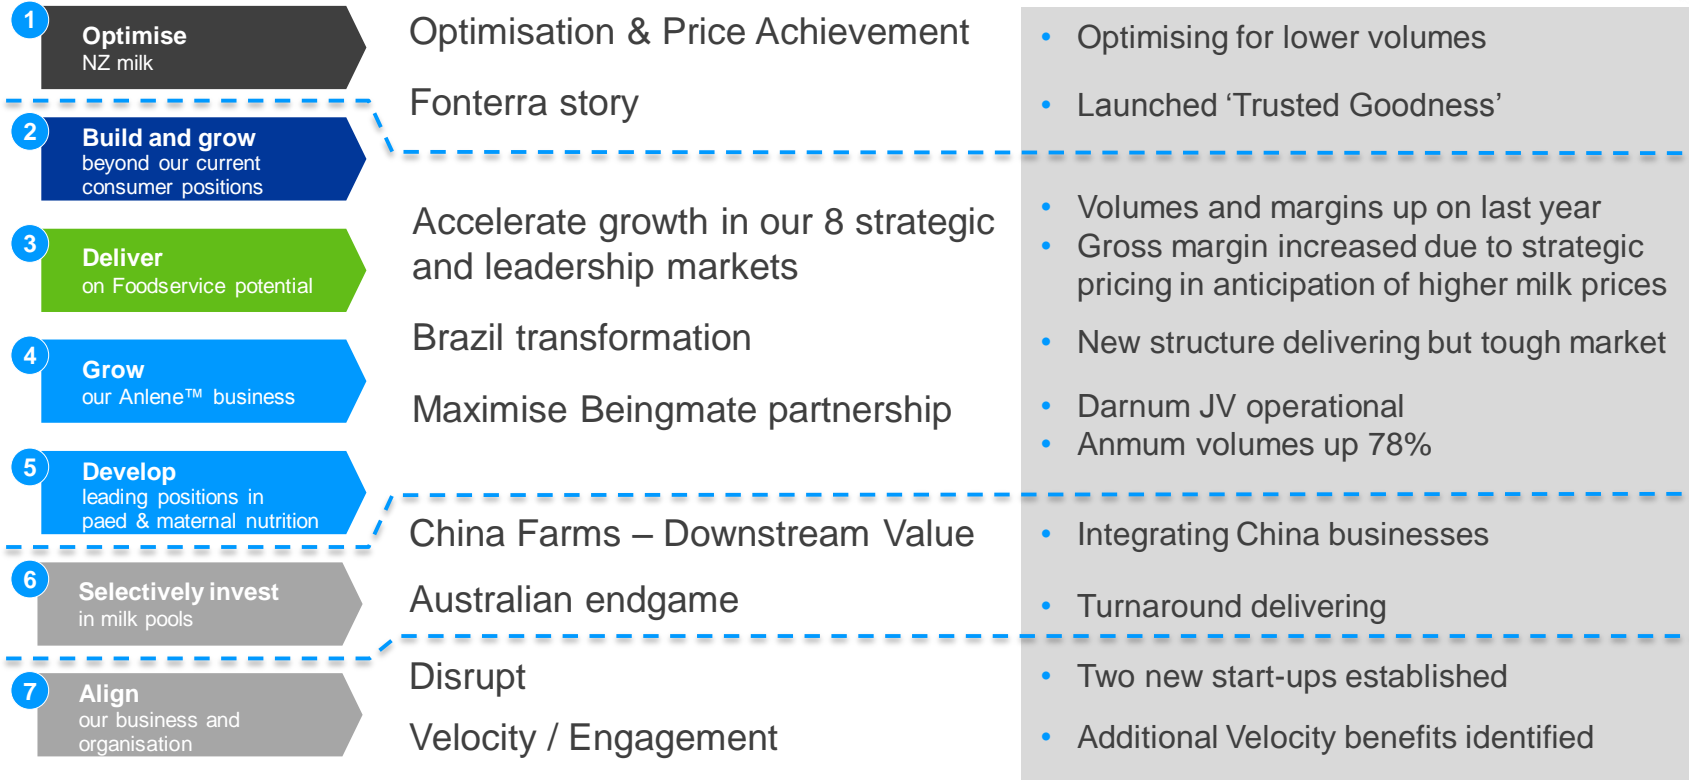 1
Optimise
NZ milk
Optimisation & Price Achievement
• Optimising for lower volumes
Fonterra story
• Launched ‘Trusted Goodness’
2
Build and grow
beyond our current
consumer positions
3
Deliver
on Foodservice potential
Accelerate growth in our 8 strategic
and leadership markets
• Volumes and margins up on last year
• Gross margin increased due to strategic
pricing in anticipation of higher milk prices
4
Grow
our Anlene™ business
Brazil transformation
• New structure delivering but tough market
Maximise Beingmate partnership
• Darnum JV operational
• Anmum volumes up 78%
5
Develop
leading positions in
paed & maternal nutrition
China Farms – Downstream Value
• Integrating China businesses
6
Selectively invest
in milk pools
Australian endgame
• Turnaround delivering
7
Align
our business and
organisation
Disrupt
• Two new start-ups established
Velocity / Engagement
• Additional Velocity benefits identified